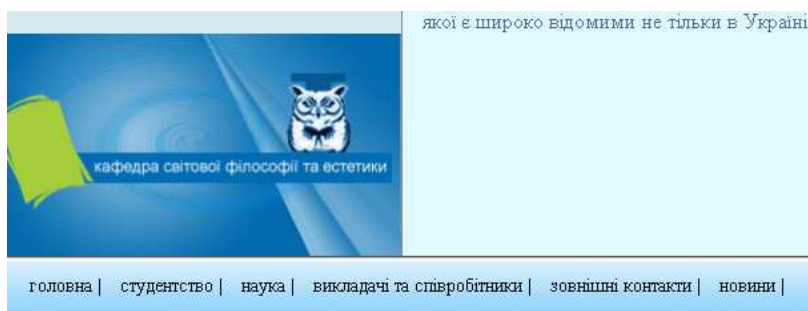 якої є широко відомими не тільки в Україні
кафедра світової філософії та естетики
головна | студентство | наука | викладачі та співробітники | зовнішні контакти | новини |